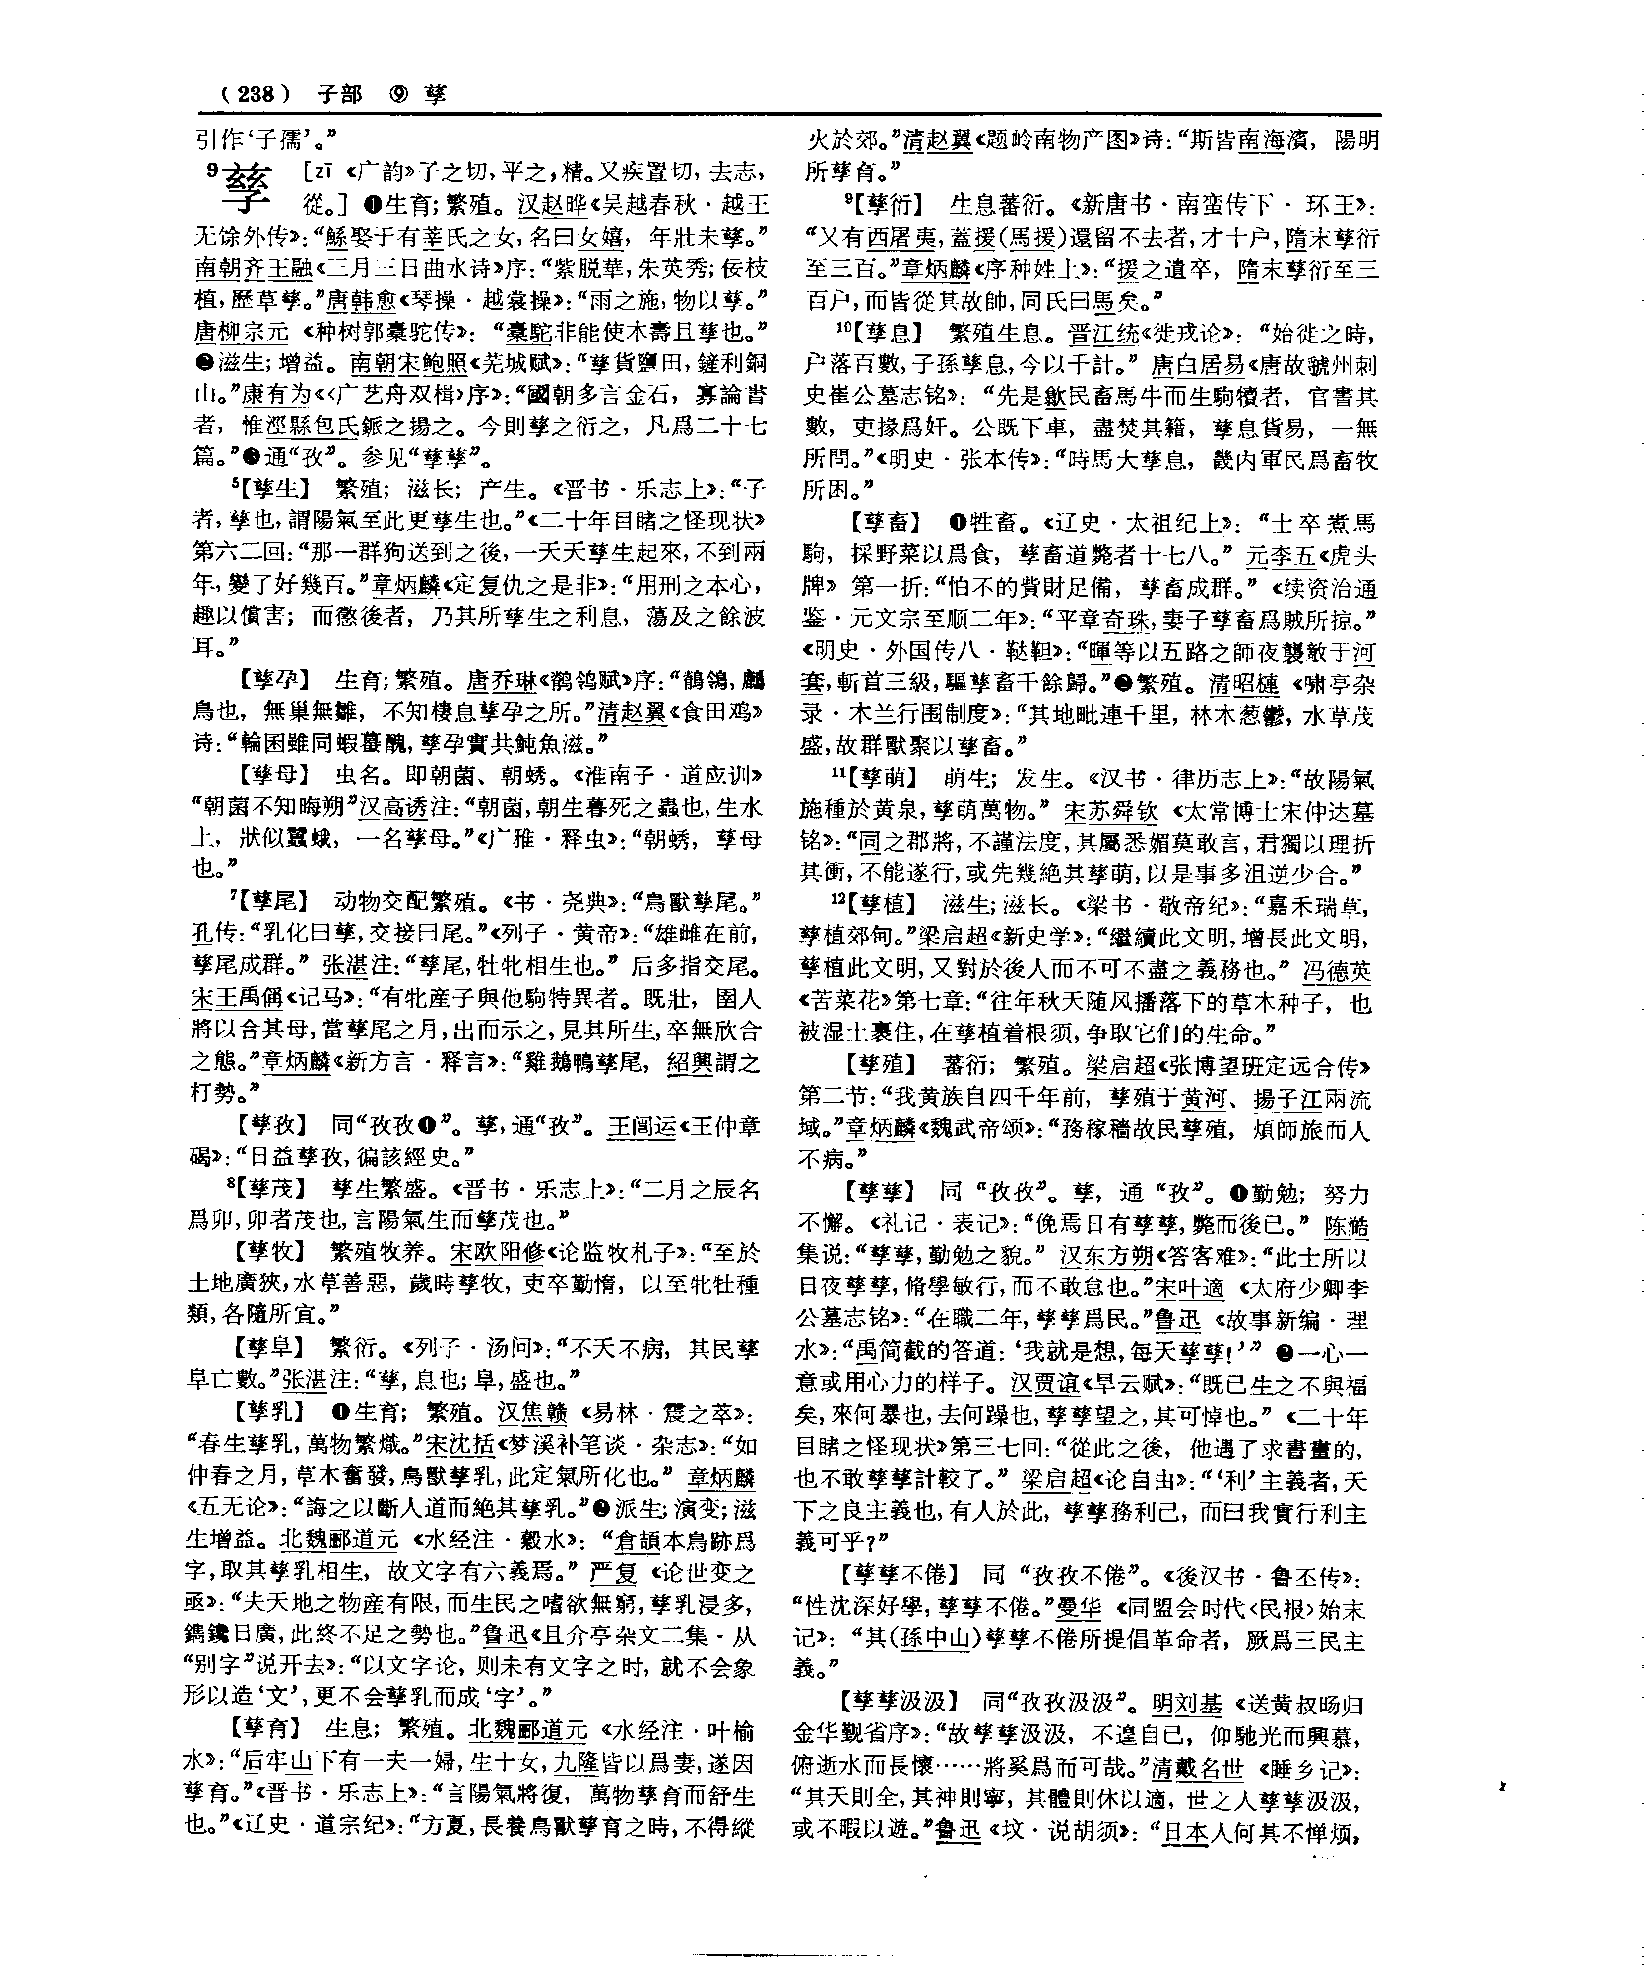 (238) 子部 ⑨ 孳
引作‘子孺’。”
⁹孳 [zī《广韵》子之切，平之，精。又疾置切，去志，
從。] ❶生育；繁殖。汉赵晔《吴越春秋·越王
无馀外传》：“鯀娶于有莘氏之女，名曰女嬉，年壯未孳。”
南朝齐王融《三月三日曲水诗》序：“紫脱華，朱英秀；佞枝
植，歷草孳。”唐韩愈《琴操·越裳操》：“雨之施，物以孳。”
唐柳宗元《种树郭橐驼传》：“橐駝非能使木壽且孳也。”
❷滋生；增益。南朝宋鲍照《芜城赋》：“孳貨鹽田，鏟利銅
山。”康有为《〈广艺舟双楫〉序》：“國朝多言金石，寡論書
者，惟涇縣包氏鉌之揚之。今則孳之衍之，凡爲二十七
篇。”❸通“孜”。参见“孳孳”。
⁵【孳生】 繁殖；滋长；产生。《晋书·乐志上》：“子
者，孳也，謂陽氣至此更孳生也。”《二十年目睹之怪现状》
第六二回：“那一群狗送到之後，一天天孳生起來，不到兩
年，變了好幾百。”章炳麟《定复仇之是非》：“用刑之本心，
趣以償害；而懲後者，乃其所孳生之利息，蕩及之餘波
耳。”
【孳孕】 生育；繁殖。唐乔琳《鹡鸰赋》序：“鶺鴒，䴡
鳥也，無巢無雛，不知棲息孳孕之所。”清赵翼《食田鸡》
诗：“輪囷雖同蝦蟇醜，孳孕實共魨魚滋。”
【孳母】 虫名。即朝菌、朝蜏。《淮南子·道应训》
“朝菌不知晦朔”汉高诱注：“朝菌，朝生暮死之蟲也，生水
上，狀似蠶蛾，一名孳母。”《广雅·释虫》：“朝蜏，孳母
也。”
⁷【孳尾】 动物交配繁殖。《书·尧典》：“鳥獸孳尾。”
孔传：“乳化曰孳，交接曰尾。”《列子·黄帝》：“雄雌在前，
孳尾成群。”张湛注：“孳尾，牡牝相生也。”后多指交尾。
宋王禹偁《记马》：“有牝産子與他駒特異者。既壯，圉人
將以合其母，當孳尾之月，出而示之，見其所生，卒無欣合
之態。”章炳麟《新方言·释言》：“雞鵝鴨孳尾，紹興謂之
打勢。”
【孳孜】 同“孜孜❶”。孳，通“孜”。王闿运《王仲章
碣》：“日益孳孜，徧該經史。”
⁸【孳茂】 孳生繁盛。《晋书·乐志上》：“二月之辰名
爲卯，卯者茂也，言陽氣生而孳茂也。”
【孳牧】 繁殖牧养。宋欧阳修《论监牧札子》：“至於
土地廣狹，水草善惡，歲時孳牧，吏卒勤惰，以至牝牡種
類，各隨所宜。”
【孳阜】 繁衍。《列子·汤问》：“不夭不病，其民孳
阜亡數。”张湛注：“孳，息也；阜，盛也。”
【孳乳】 ❶生育；繁殖。汉焦赣《易林·震之萃》：
“春生孳乳，萬物繁熾。”宋沈括《梦溪补笔谈·杂志》：“如
仲春之月，草木奮發，鳥獸孳乳，此定氣所化也。”章炳麟
《五无论》：“誨之以斷人道而絶其孳乳。”❷派生；演变；滋
生增益。北魏郦道元《水经注·瀔水》：“倉頡本鳥跡爲
字，取其孳乳相生，故文字有六義焉。”严复《论世变之
亟》：“夫天地之物産有限，而生民之嗜欲無窮，孳乳浸多，
鐫鑱日廣，此終不足之勢也。”鲁迅《且介亭杂文二集·从
“别字”说开去》：“以文字论，则未有文字之时，就不会象
形以造‘文’，更不会孳乳而成‘字’。”
【孳育】 生息；繁殖。北魏郦道元《水经注·叶榆
水》：“后牢山下有一夫一婦，生十女，九隆皆以爲妻，遂因
孳育。”《晋书·乐志上》：“言陽氣將復，萬物孳育而舒生
也。”《辽史·道宗纪》：“方夏，長養鳥獸孳育之時，不得縱
火於郊。”清赵翼《题岭南物产图》诗：“斯皆南海濱，陽明
所孳育。”
⁹【孳衍】 生息蕃衍。《新唐书·南蛮传下·环王》：
“又有西屠夷，蓋援(馬援)還留不去者，才十户，隋末孳衍
至三百。”章炳麟《序种姓上》：“援之遺卒，隋末孳衍至三
百户，而皆從其故帥，同氏曰馬矣。”
¹⁰【孳息】 繁殖生息。晋江统《徙戎论》：“始徙之時，
户落百數，子孫孳息，今以千計。”唐白居易《唐故虢州刺
史崔公墓志铭》：“先是歙民畜馬牛而生駒犢者，官書其
數，吏掾爲奸。公既下車，盡焚其籍，孳息貨易，一無
所問。”《明史·张本传》：“時馬大孳息，畿内軍民爲畜牧
所困。”
【孳畜】 ❶牲畜。《辽史·太祖纪上》：“士卒煮馬
駒，採野菜以爲食，孳畜道斃者十七八。”元李五《虎头
牌》第一折：“怕不的貲財足備，孳畜成群。”《续资治通
鉴·元文宗至顺二年》：“平章奇珠，妻子孳畜爲賊所掠。”
《明史·外国传八·鞑靼》：“暉等以五路之師夜襲敵于河
套，斬首三級，驅孳畜千餘歸。”❷繁殖。清昭槤《啸亭杂
录·木兰行围制度》：“其地毗連千里，林木葱鬱，水草茂
盛，故群獸聚以孳畜。”
¹¹【孳萌】 萌生；发生。《汉书·律历志上》：“故陽氣
施種於黄泉，孳萌萬物。”宋苏舜钦《太常博士宋仲达墓
铭》：“同之郡將，不謹法度，其屬悉媚莫敢言，君獨以理折
其衝，不能遂行，或先幾絶其孳萌，以是事多沮逆少合。”
¹²【孳植】 滋生；滋长。《梁书·敬帝纪》：“嘉禾瑞草，
孳植郊甸。”梁启超《新史学》：“繼續此文明，增長此文明，
孳植此文明，又對於後人而不可不盡之義務也。”冯德英
《苦菜花》第七章：“往年秋天随风播落下的草木种子，也
被湿土裹住，在孳植着根须，争取它们的生命。”
【孳殖】 蕃衍；繁殖。梁启超《张博望班定远合传》
第二节：“我黄族自四千年前，孳殖于黄河、揚子江兩流
域。”章炳麟《魏武帝颂》：“務稼穡故民孳殖，煩師旅而人
不病。”
【孳孳】 同“孜孜”。孳，通“孜”。❶勤勉；努力
不懈。《礼记·表记》：“俛焉日有孳孳，斃而後已。”陈澔
集说：“孳孳，勤勉之貌。”汉东方朔《答客难》：“此士所以
日夜孳孳，脩學敏行，而不敢怠也。”宋叶適《太府少卿李
公墓志铭》：“在職二年，孳孳爲民。”鲁迅《故事新编·理
水》：“禹简截的答道：‘我就是想，每天孳孳！’” ❷一心一
意或用心力的样子。汉贾谊《旱云赋》：“既已生之不與福
矣，來何暴也，去何躁也，孳孳望之，其可悼也。”《二十年
目睹之怪现状》第三七回：“從此之後，他遇了求書畫的，
也不敢孳孳計較了。”梁启超《论自由》：“‘利’主義者，天
下之良主義也，有人於此，孳孳務利己，而曰我實行利主
義可乎？”
【孳孳不倦】 同“孜孜不倦”。《後汉书·鲁丕传》：
“性沈深好學，孳孳不倦。”曼华《同盟会时代〈民报〉始末
记》：“其(孫中山)孳孳不倦所提倡革命者，厥爲三民主
義。”
【孳孳汲汲】 同“孜孜汲汲”。明刘基《送黄叔旸归
金华觐省序》：“故孳孳汲汲，不遑自已，仰馳光而興慕，
俯逝水而長懷……將奚爲而可哉。”清戴名世《睡乡记》：
“其天則全，其神則寧，其體則休以適，世之人孳孳汲汲，
或不暇以遊。”鲁迅《坟·说胡须》：“日本人何其不惮烦，